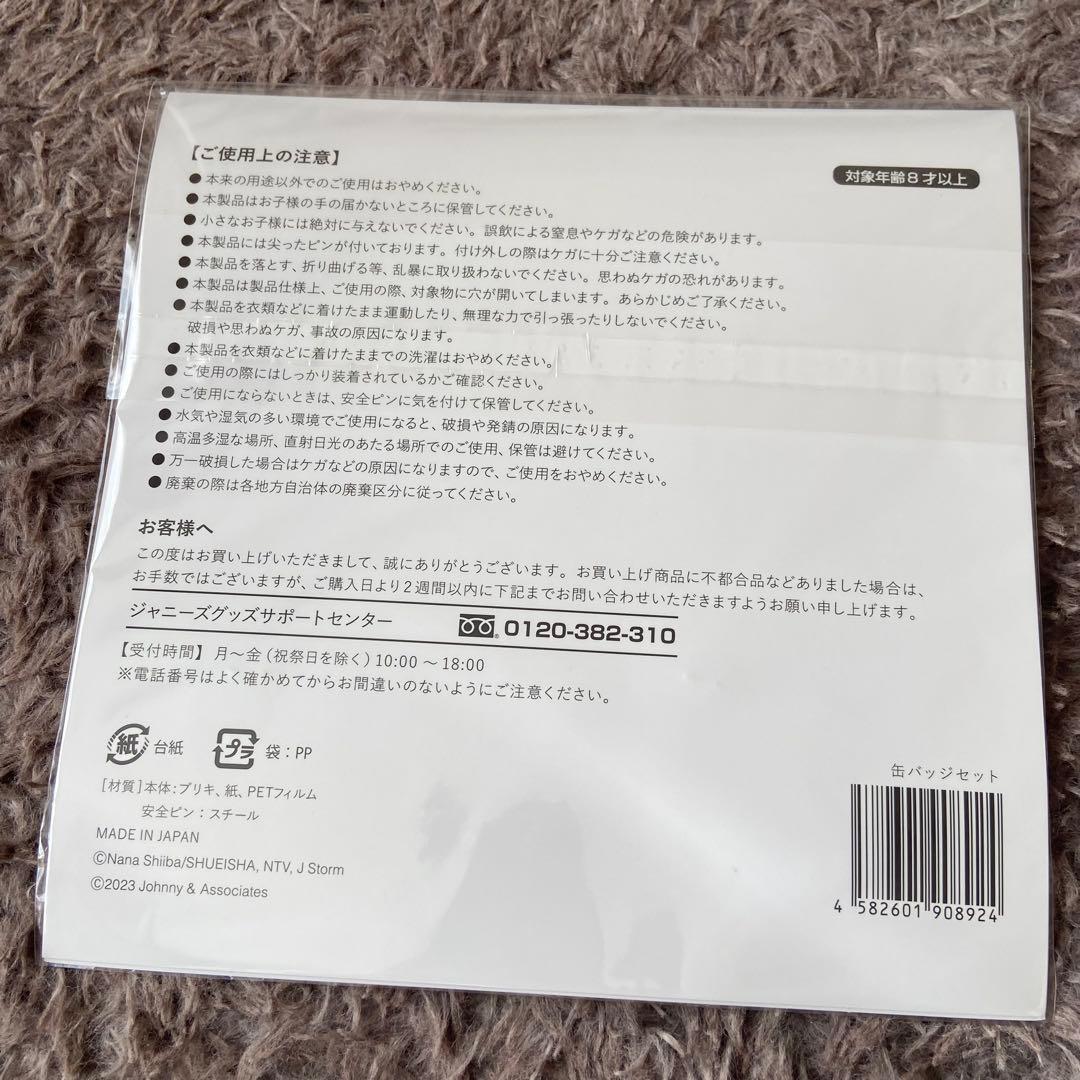 【ご使用上の注意】
対象年齢8才以上
●本来の用途以外でのご使用はおやめください。
●本製品はお子様の手の届かないところに保管してください。
●小さなお子様には絶対に与えないでください。誤飲による窒息やケガなどの危険があります。
●本製品には尖ったピンが付いております。付け外しの際はケガに十分ご注意ください。
●本製品を落とす、折り曲げる等、乱暴に取り扱わないでください。思わぬケガの恐れがあります。
●本製品は製品仕様上、ご使用の際、対象物に穴が開いてしまいます。あらかじめご了承ください。
●本製品を衣類などに着けたまま運動したり、無理な力で引っ張ったりしないでください。
破損や思わぬケガ、事故の原因になります。
●本製品を衣類などに着けたままでの洗濯はおやめください。
●ご使用の際にはしっかり装着されているかご確認ください。
●ご使用にならないときは、安全ピンに気を付けて保管してください。
●水気や湿気の多い環境でご使用になると、破損や発錆の原因になります。
●高温多湿な場所、直射日光のあたる場所でのご使用、保管は避けてください。
●万一破損した場合はケガなどの原因になりますので、ご使用をおやめください。
●廃棄の際は各地方自治体の廃棄区分に従ってください。
お客様へ
この度はお買い上げいただきまして、誠にありがとうございます。お買い上げ商品に不都合品などありました場合は、
お手数ではございますが、ご購入日より2週間以内に下記までお問い合わせいただきますようお願い申し上げます。
ジャニーズグッズサポートセンター 0120-382-310
【受付時間】月〜金(祝祭日を除く)10:00〜18:00
※電話番号はよく確かめてからお間違いのないようにご注意ください。
紙 台紙 プラ 袋:PP
[材質]本体:ブリキ、紙、PETフィルム
安全ピン:スチール
MADE IN JAPAN
©Nana Shiiba/SHUEISHA, NTV, J Storm
©2023 Johnny & Associates
缶バッジセット
4 582601 908924